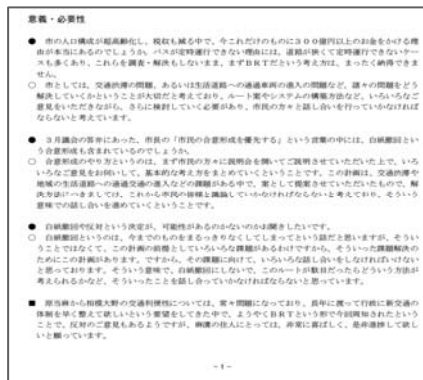 意義・必要性
● 市の人口構成が超高齢化し、税収も減る中で、今これだけのものに300億円以上のお金をかける理
由が本当にあるのでしょうか。バスが定時運行できない理由には、道路が狭くて定時運行できないケー
スも多くあり、これらを調査・解決もしないまま、まずBRTだという考え方は、まったく納得できま
せん。
○ 市としては、交通渋滞の問題、あるいは生活道路への通過車両の進入の問題など、諸々の問題をどう
解決していくかということが大切だと考えており、ルート案やシステムの構築方法など、いろいろなご
意見をいただきながら、さらに検討していく必要があり、市民の方々と話し合いを行っていかなければ
ならないと考えています。
● 3月議会の答弁にあった、市長の「市民の合意形成を優先する」という言葉の中には、白紙撤回とい
う合意形成も含まれているのでしょうか。
○ 合意形成のやり方というのは、まず市民の方々に説明会を開いてご説明させていただいた上で、いろ
いろなご意見をお伺いして、基本的な考え方をまとめていくということです。この計画は、交通渋滞や
地域の生活道路への通過交通の進入などの課題がある中で、案として提案させていただいたもので、解
決方法につきましては、これから市民の皆様と議論していかなければならないと考えており、そういう
意味での話し合いを進めていくということです。
● 白紙撤回や反対という決定が、可能性があるのかないのかお聞きしたいです。
○ 白紙撤回というのは、今までのものをまるっきりなくしてしまうという話だと思いますが、そういう
ことではなくて、この計画の前提としていろいろな課題があるわけですから、そういった課題解決の
ためにこの計画があります。ですから、その課題に向けて、いろいろな話し合いをしなければいけない
と思っております。そういう意味で、白紙撤回にしないで、このルートが駄目だったらどういう方法が
考えられるかなど、そういったことを話し合っていかなければならないと思っています。
■ 原当麻から相模大野の交通利便性については、常々問題になっており、長年に渡って行政に新交通の
体制を早く整えて欲しいという要望をしてきた中で、ようやくBRTという形で今回周知されたという
ことで、反対のご意見もあるようですが、麻溝の住人にとっては、非常に喜ばしく、是非推進して欲し
いと願っています。
- 1 -